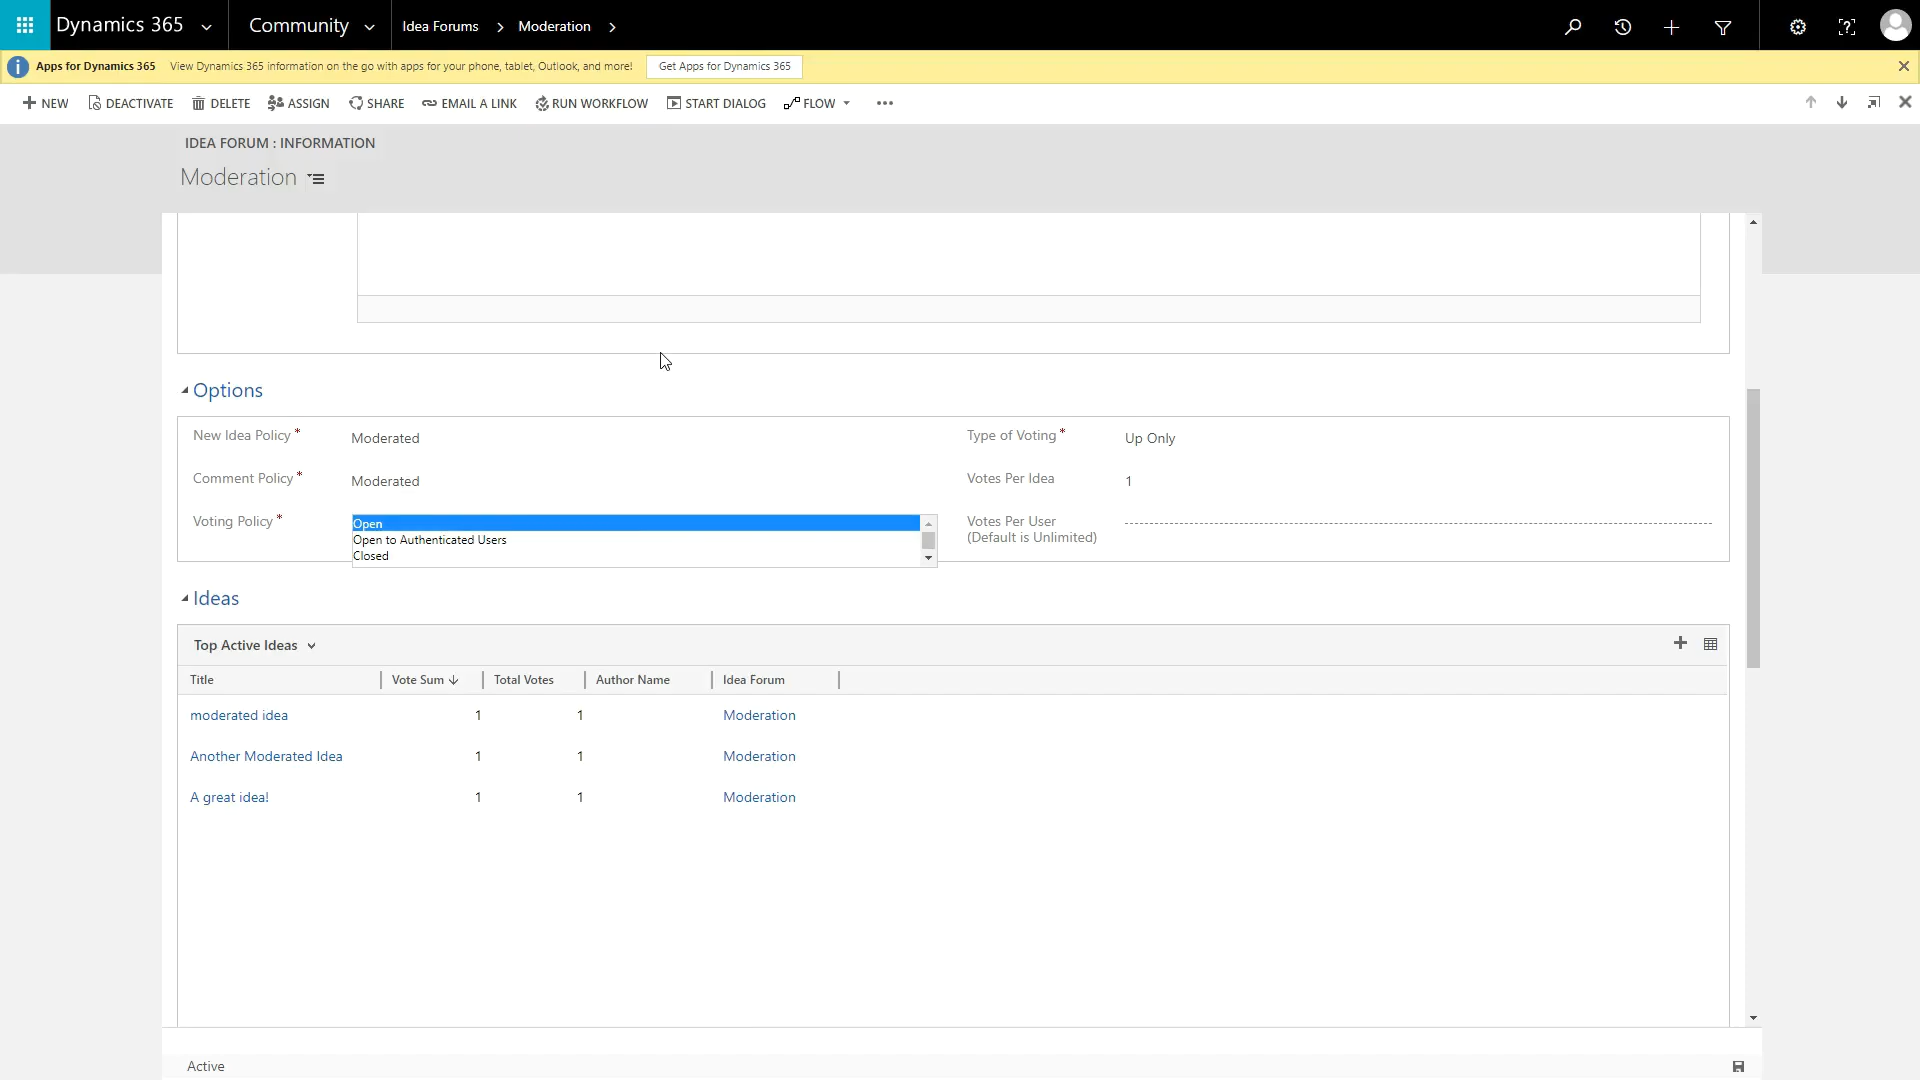 Dynamics 365 Community Idea Forums Moderation
Apps for Dynamics 365 View Dynamics 365 information on the go with apps for your phone, tablet, Outlook, and more! Get Apps for Dynamics 365
NEW DEACTIVATE DELETE ASSIGN SHARE EMAIL A LINK RUN WORKFLOW START DIALOG FLOW
IDEA FORUM : INFORMATION
Moderation
Options
New Idea Policy * Moderated Type of Voting * Up Only
Comment Policy * Moderated Votes Per Idea 1
Voting Policy * Open Votes Per User
Open to Authenticated Users (Default is Unlimited)
Closed
Ideas
Top Active Ideas
Title Vote Sum Total Votes Author Name Idea Forum
moderated idea 1 1 Moderation
Another Moderated Idea 1 1 Moderation
A great idea! 1 1 Moderation
Active